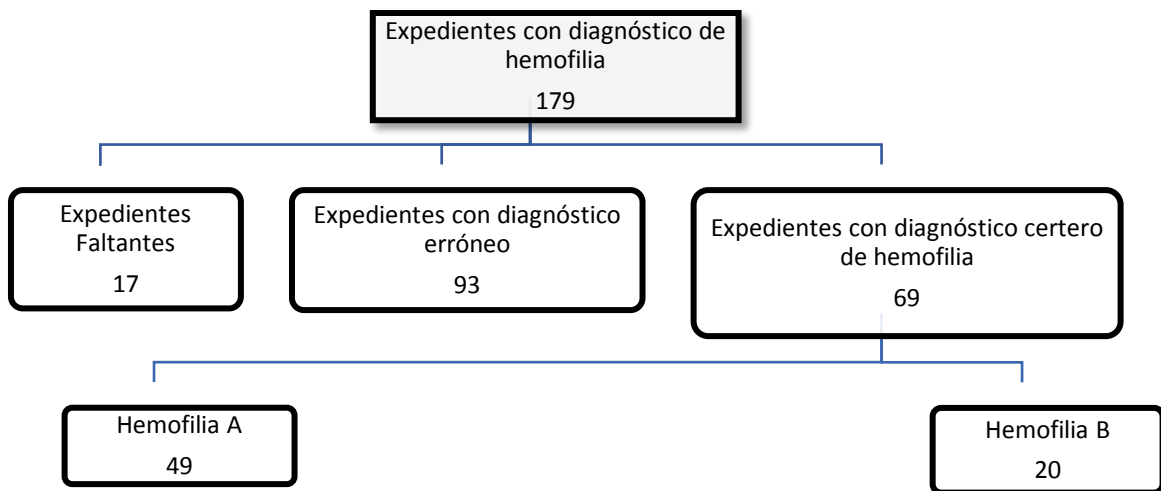 Expedientes con diagnóstico de
hemofilia
179
Expedientes
Faltantes
17
Expedientes con diagnóstico
erróneo
93
Expedientes con diagnóstico certero
de hemofilia
69
Hemofilia A
49
Hemofilia B
20